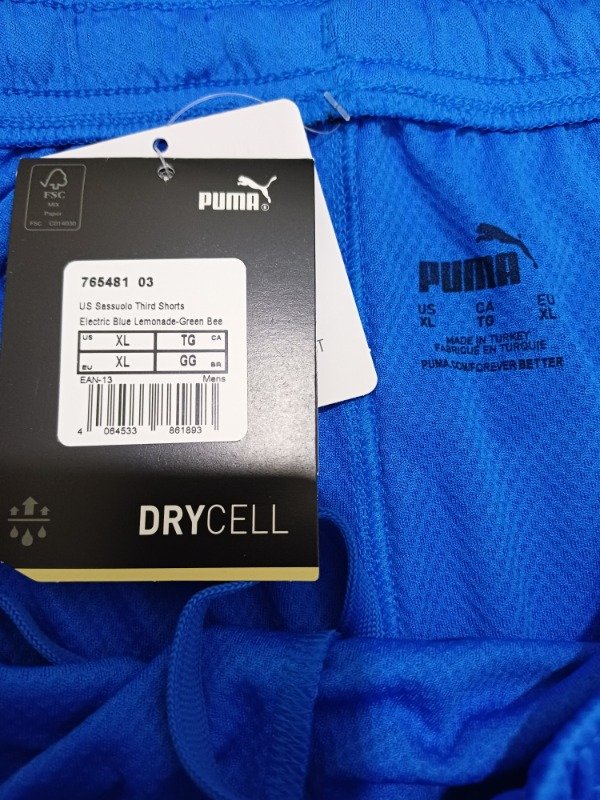 FSC
MIX
Paper
FSC C014030
PUMA
765481 03
US Sassuolo Third Shorts
Electric Blue Lemonade-Green Bee
US XL TG CA
EU XL GG BR
EAN-13 Mens
4 064533 861893
T
DRYCELL
PUMA
US CA EU
XL TG XL
MADE IN TURKEY
FABRIQUE EN TURQUIE
PUMA.COM/FOREVER BETTER